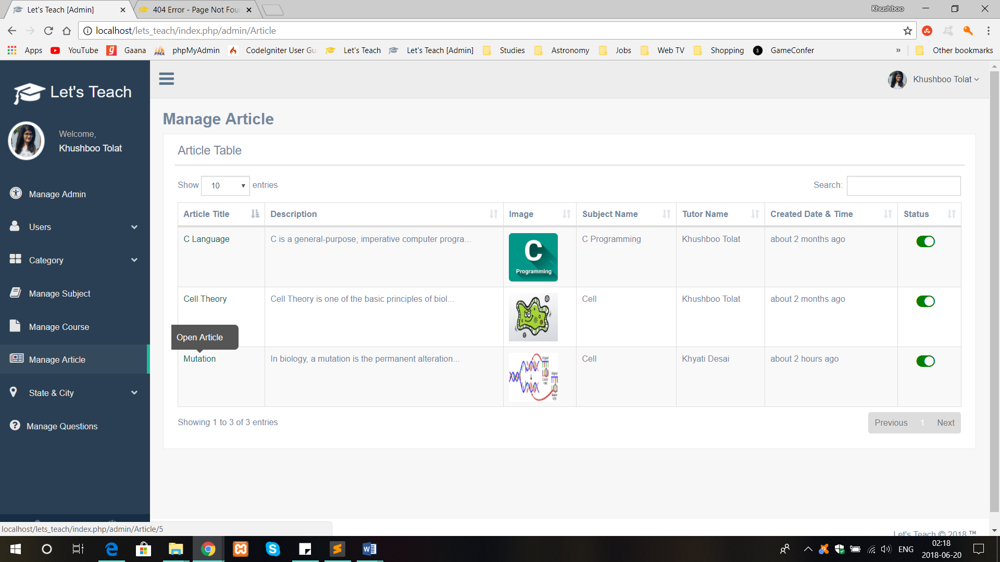 Let's Teach [Admin]
404 Error - Page Not Fou
Khushboo
localhost/lets_teach/index.php/admin/Article
Apps YouTube Gaana phpMyAdmin CodeIgniter User Gu Let's Teach Let's Teach [Admin] Studies Astronomy Jobs Web TV Shopping GameConfer » Other bookmarks
Let's Teach
Khushboo Tolat
Welcome,
Khushboo Tolat
Manage Admin
Users
Category
Manage Subject
Manage Course
Manage Article
State & City
Manage Questions
Manage Article
Article Table
Show 10 entries
Search:
Article Title Description Image Subject Name Tutor Name Created Date & Time Status
C Language C is a general-purpose, imperative computer progra... C Programming Khushboo Tolat about 2 months ago
C
Programming
Cell Theory Cell Theory is one of the basic principles of biol... Cell Khushboo Tolat about 2 months ago
Open Article
Mutation In biology, a mutation is the permanent alteration... Cell Khyati Desai about 2 hours ago
Showing 1 to 3 of 3 entries
Previous 1 Next
Let's Teach © 2018 ™
localhost/lets_teach/index.php/admin/Article/5
ENG
02:18
2018-06-20